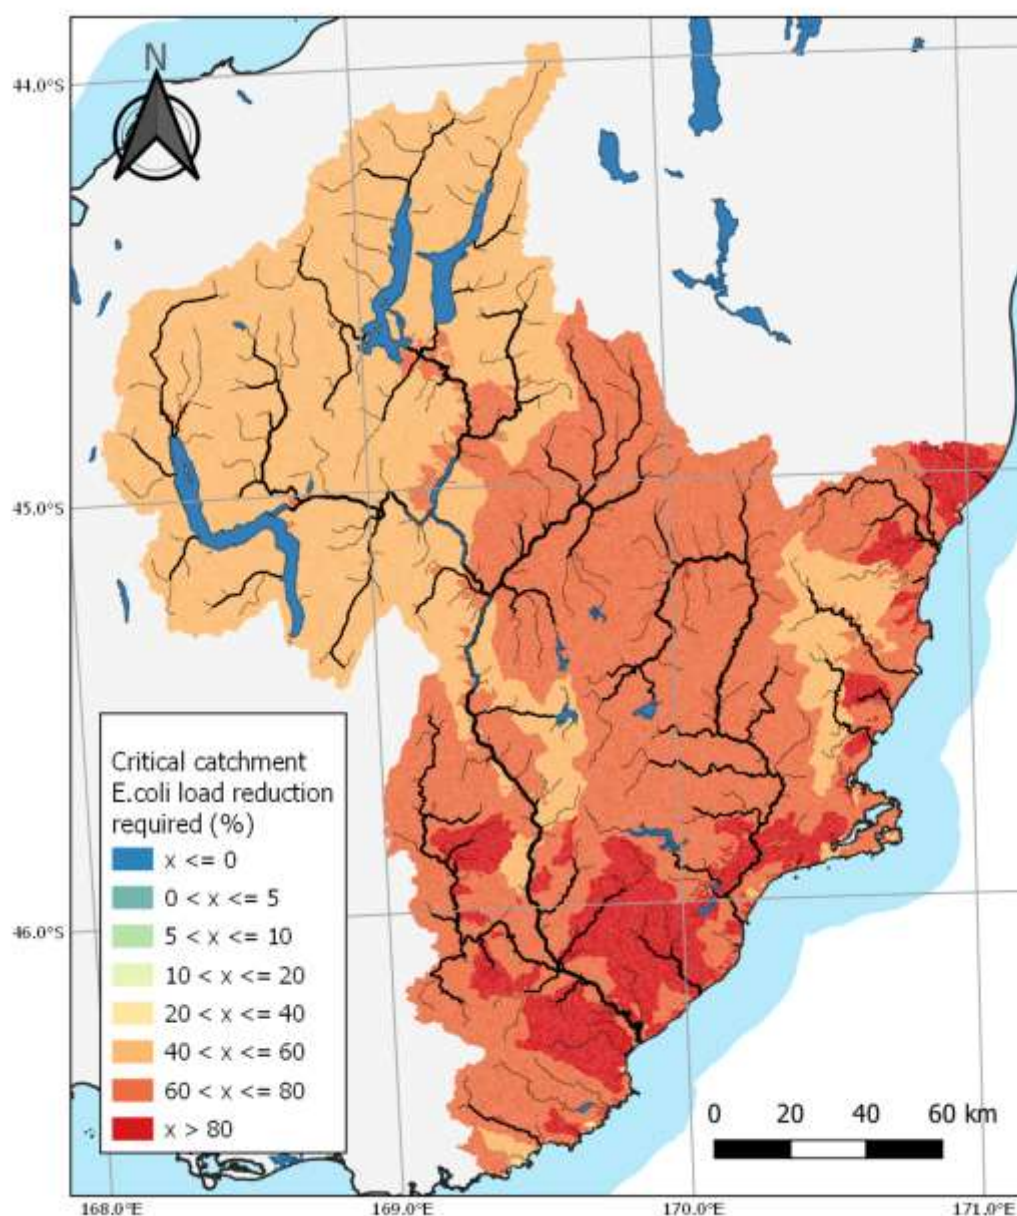 N
44.0°S
45.0°S
46.0°S
Critical catchment
E.coli load reduction
required (%)
x <= 0
0 < x <= 5
5 < x <= 10
10 < x <= 20
20 < x <= 40
40 < x <= 60
60 < x <= 80
x > 80
0 20 40 60 km
168.0°E 169.0°E 170.0°E 171.0°E